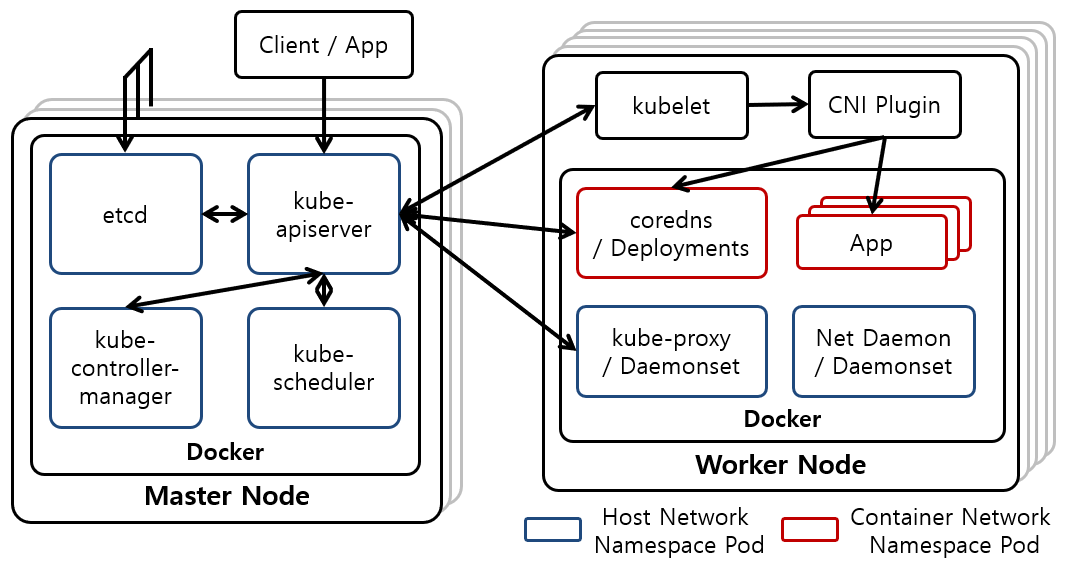 Client / App
etcd
kube-
apiserver
kube-
controller-
manager
kube-
scheduler
Docker
Master Node
kubelet
CNI Plugin
coredns
/ Deployments
App
kube-proxy
/ Daemonset
Net Daemon
/ Daemonset
Docker
Worker Node
Host Network
Namespace Pod
Container Network
Namespace Pod